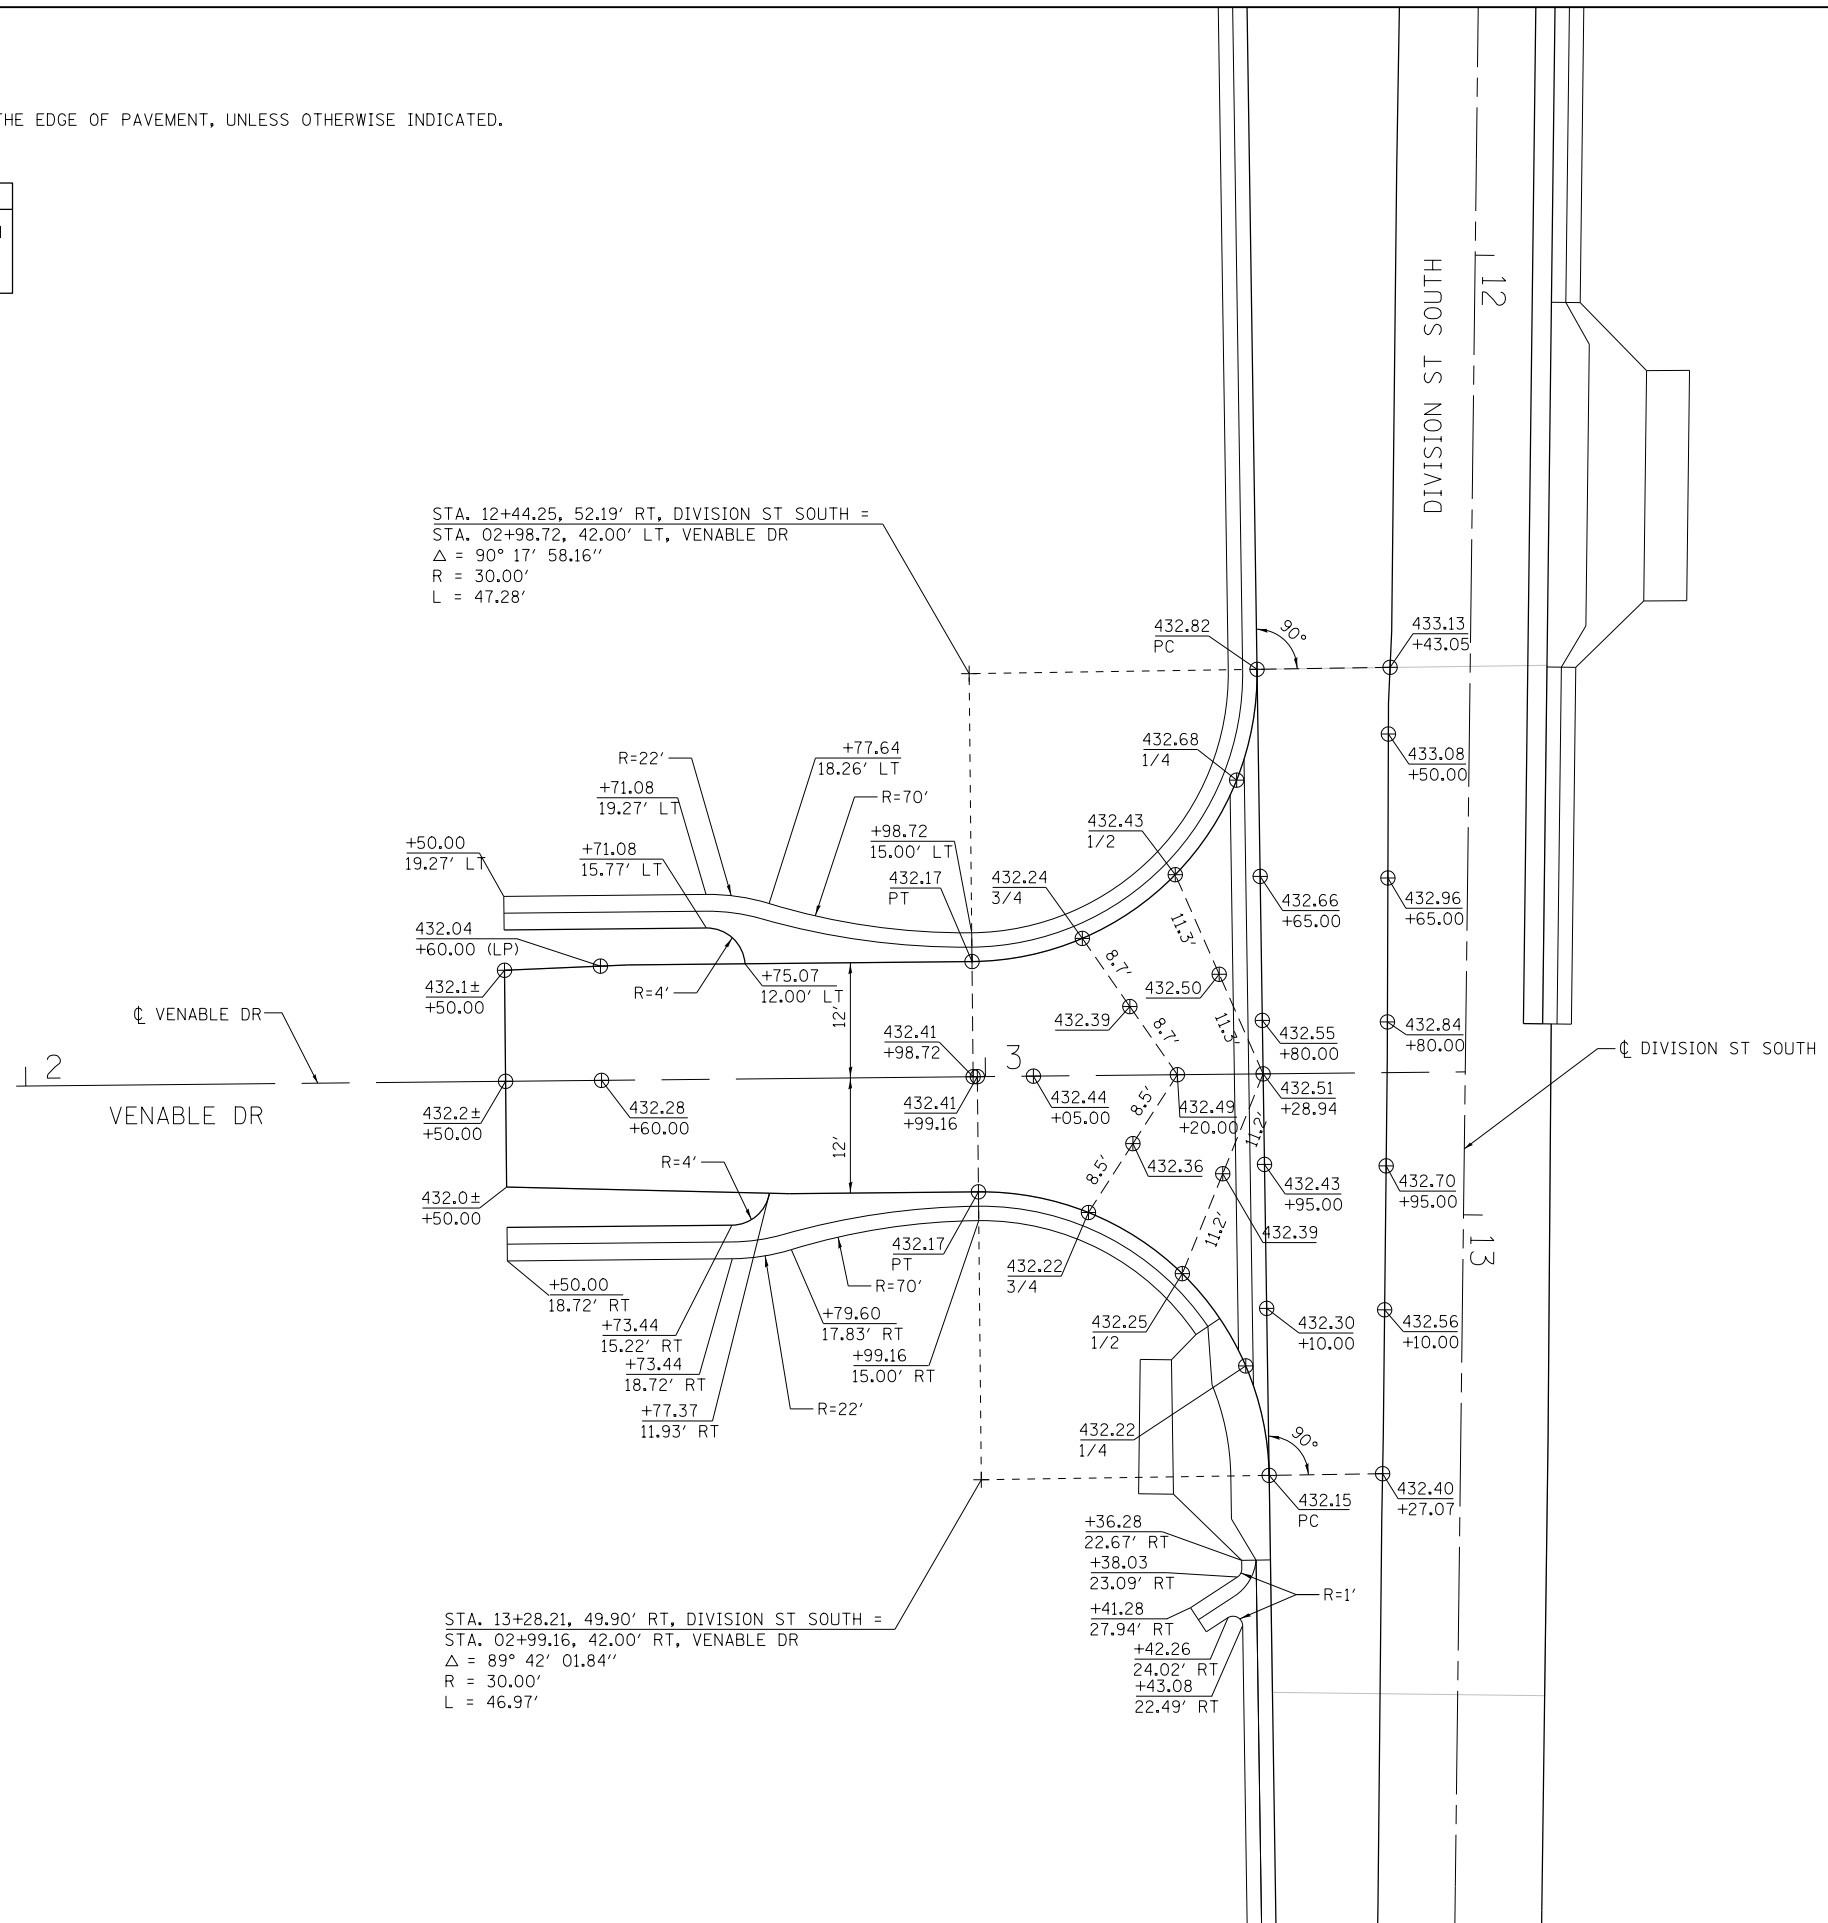 THE EDGE OF PAVEMENT, UNLESS OTHERWISE INDICATED.
12
DIVISION ST SOUTH
STA. 12+44.25, 52.19' RT, DIVISION ST SOUTH =
STA. 02+98.72, 42.00' LT, VENABLE DR
△ = 90° 17' 58.16''
R = 30.00'
L = 47.28'
432.82
PC
90°
433.13
+43.05
432.68
1/4
433.08
+50.00
R=22'
+77.64
18.26' LT
+71.08
19.27' LT
R=70'
+98.72
15.00' LT
432.43
1/2
+50.00
19.27' LT
+71.08
15.77' LT
432.17
PT
432.24
3/4
432.66
+65.00
432.96
+65.00
11.3'
432.04
+60.00 (LP)
8.7'
432.1±
+50.00
R=4'
+75.07
12.00' LT
12'
432.50
432.39
8.7'
11.3'
℄ VENABLE DR
432.41
+98.72
432.55
+80.00
432.84
+80.00
2
3
℄ DIVISION ST SOUTH
VENABLE DR
432.2±
+50.00
432.28
+60.00
432.41
+99.16
432.44
+05.00
8.5'
432.49
+20.00
432.51
+28.94
11.2'
12'
R=4'
432.36
8.5'
432.43
+95.00
432.70
+95.00
432.0±
+50.00
11.2'
432.39
13
432.17
PT
432.22
3/4
+50.00
18.72' RT
R=70'
+73.44
15.22' RT
+79.60
17.83' RT
432.25
1/2
432.30
+10.00
432.56
+10.00
+73.44
18.72' RT
+99.16
15.00' RT
+77.37
11.93' RT
R=22'
432.22
1/4
90°
432.15
PC
432.40
+27.07
+36.28
22.67' RT
+38.03
23.09' RT
R=1'
+41.28
27.94' RT
+42.26
24.02' RT
+43.08
22.49' RT
STA. 13+28.21, 49.90' RT, DIVISION ST SOUTH =
STA. 02+99.16, 42.00' RT, VENABLE DR
△ = 89° 42' 01.84''
R = 30.00'
L = 46.97'